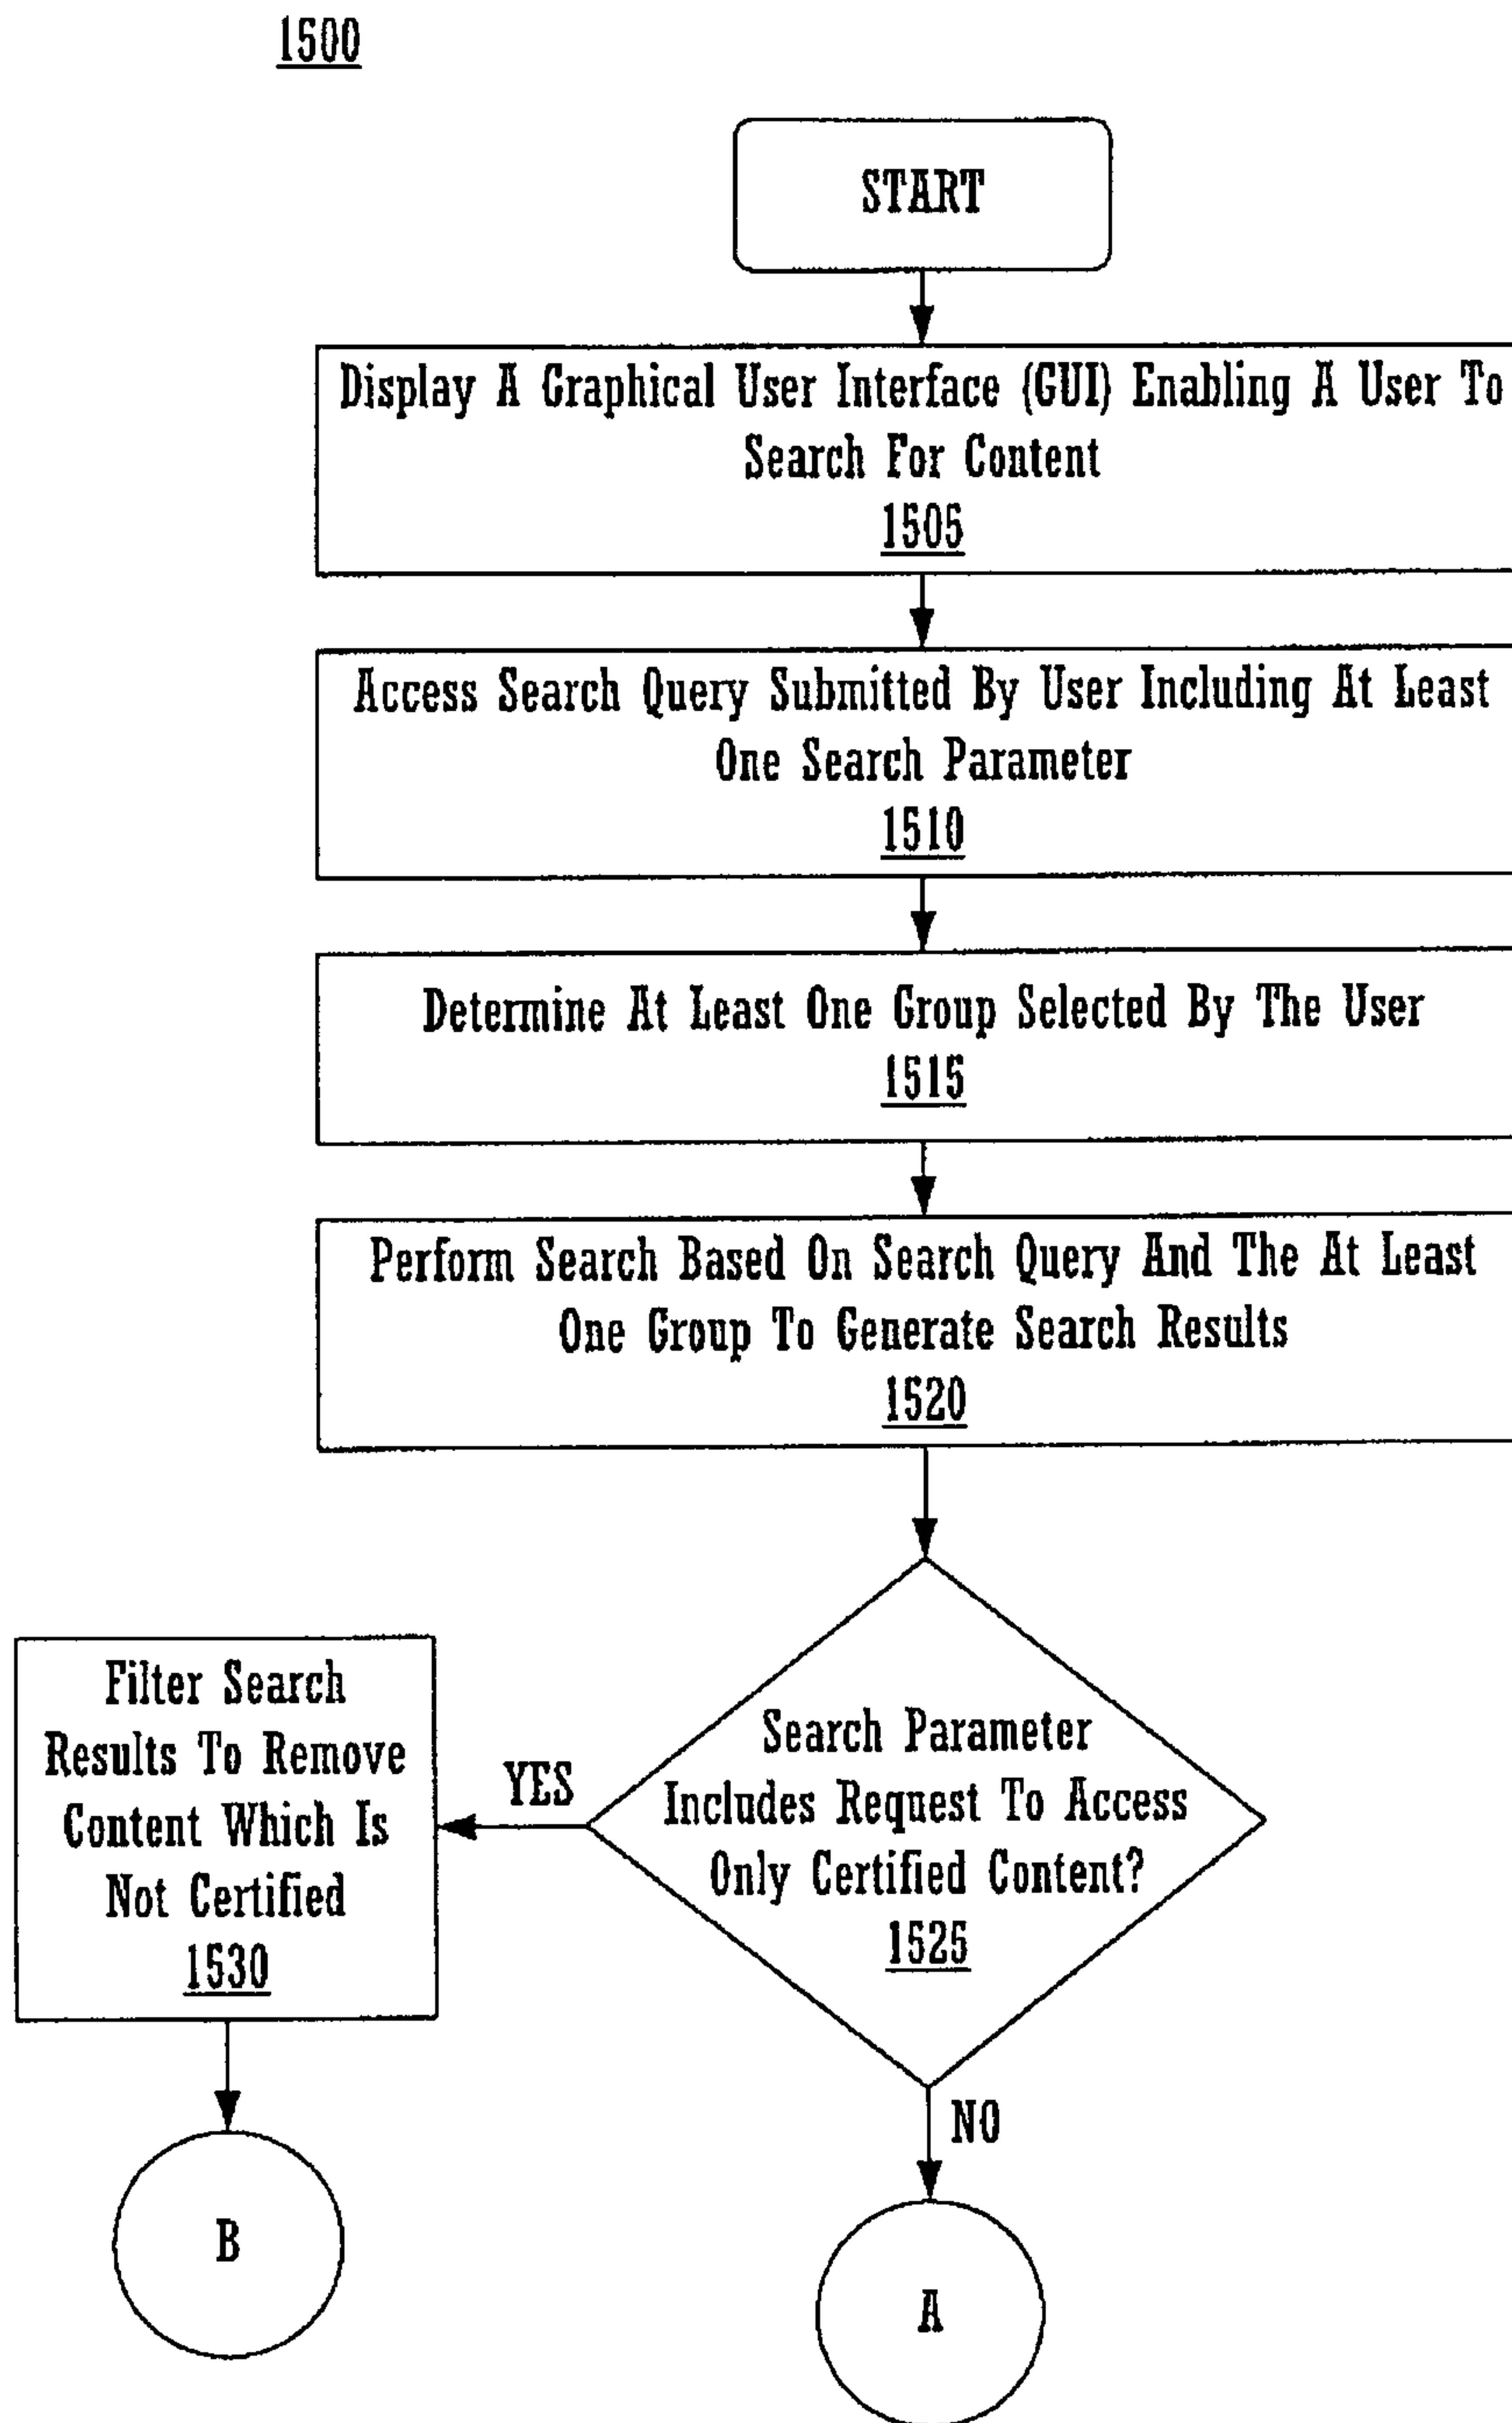 1500
START
Display A Graphical User Interface (GUI) Enabling A User To
Search For Content
1505
Access Search Query Submitted By User Including At Least
One Search Parameter
1510
Determine At Least One Group Selected By The User
1515
Perform Search Based On Search Query And The At Least
One Group To Generate Search Results
1520
Search Parameter
Includes Request To Access
Only Certified Content?
1525
YES
Filter Search
Results To Remove
Content Which Is
Not Certified
1530
NO
B
A